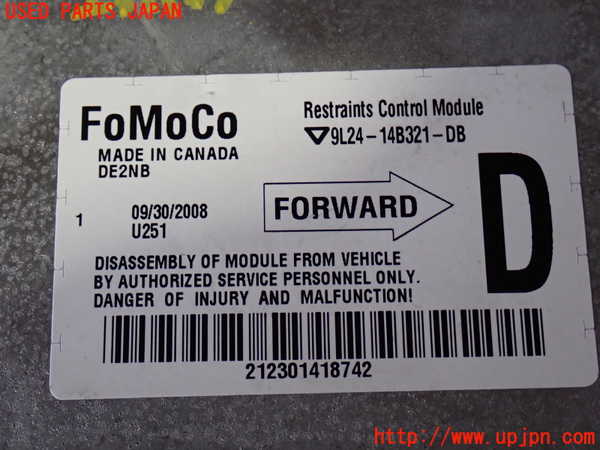 USED PARTS JAPAN
FoMoCo
MADE IN CANADA
DE2NB
Restraints Control Module
9L24-14B321-DB
1
09/30/2008
U251
FORWARD
D
DISASSEMBLY OF MODULE FROM VEHICLE
BY AUTHORIZED SERVICE PERSONNEL ONLY.
DANGER OF INJURY AND MALFUNCTION!
212301418742
http://www.upjpn.com/